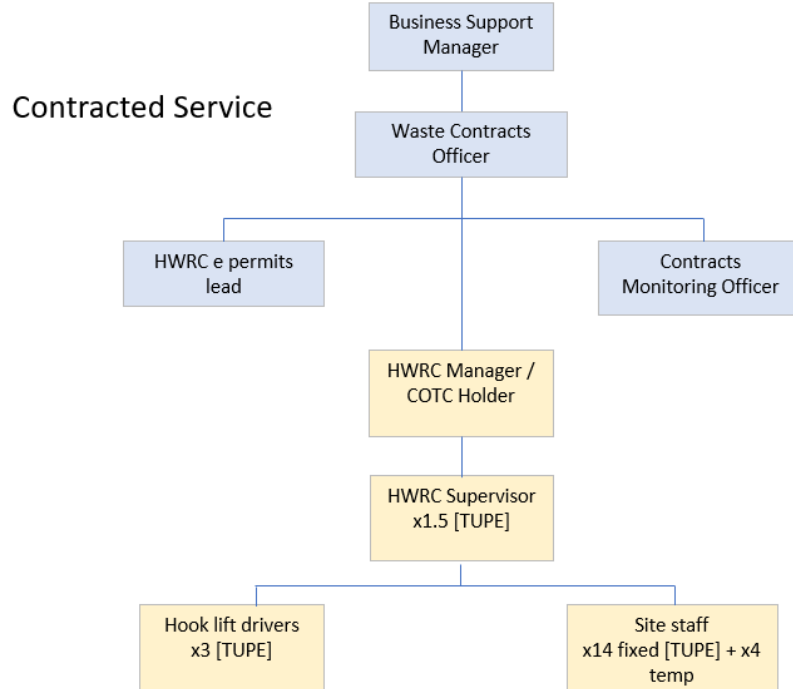 Business Support
Manager
Contracted Service
Waste Contracts
Officer
HWRC e permits
lead
Contracts
Monitoring Officer
HWRC Manager /
COTC Holder
HWRC Supervisor
x1.5 [TUPE]
Hook lift drivers
x3 [TUPE]
Site staff
x14 fixed [TUPE] + x4
temp